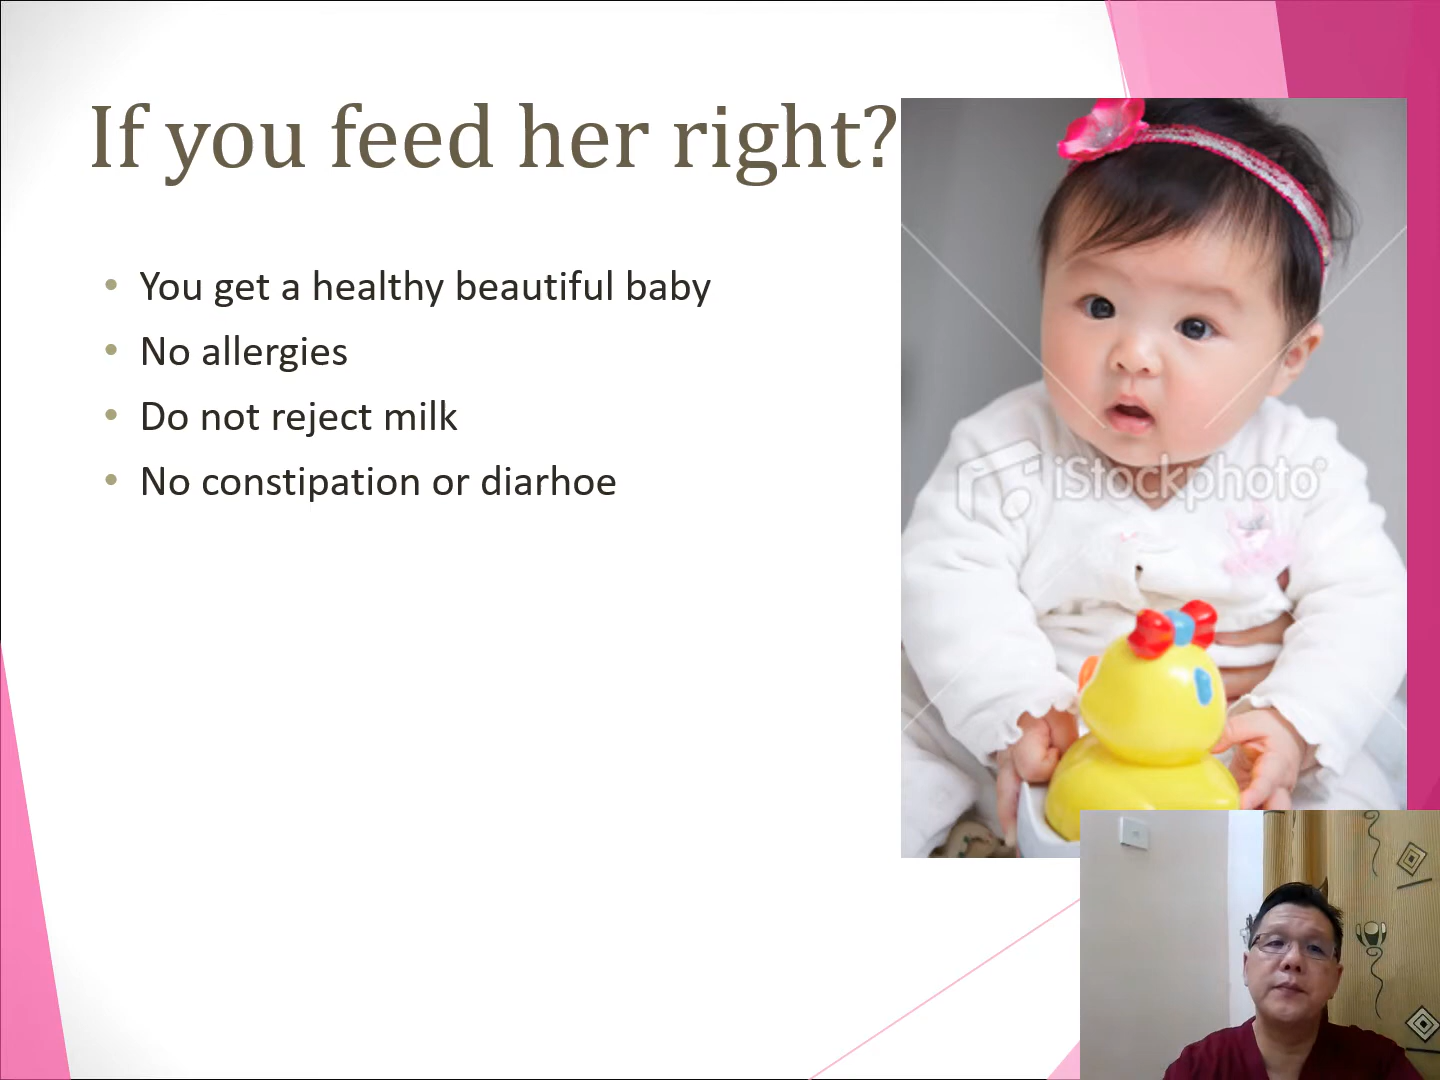 If you feed her right?
You get a healthy beautiful baby
No allergies
Do not reject milk
No constipation or diarhoe
iStockphoto